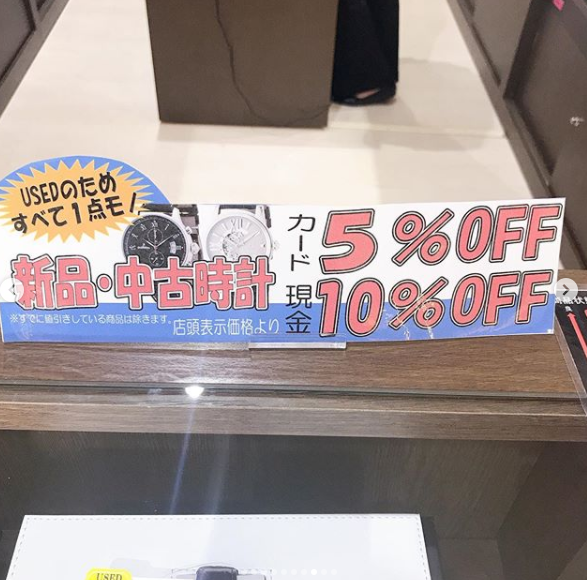 USEDのため
すべて1点モノ!
新品・中古時計
※すでに値引きしている商品は除きます。
店頭表示価格より
カード 5%OFF
現金 10%OFF
USED